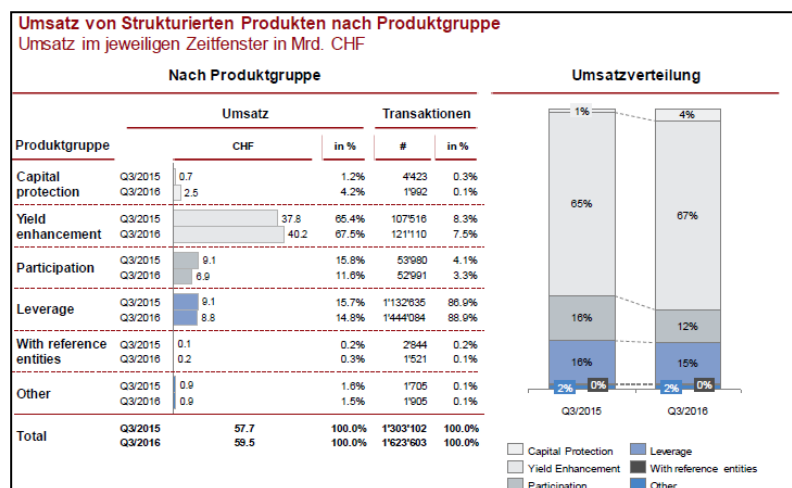 Umsatz von Strukturierten Produkten nach Produktgruppe
Umsatz im jeweiligen Zeitfenster in Mrd. CHF
Nach Produktgruppe
Umsatz Transaktionen
Produktgruppe CHF in % # in %
Capital protection Q3/2015 0.7 1.2% 4'423 0.3%
Q3/2016 2.5 4.2% 1'992 0.1%
Yield enhancement Q3/2015 37.8 65.4% 107'516 8.3%
Q3/2016 40.2 67.5% 121'110 7.5%
Participation Q3/2015 9.1 15.8% 53'980 4.1%
Q3/2016 6.9 11.6% 52'991 3.3%
Leverage Q3/2015 9.1 15.7% 1'132'635 86.9%
Q3/2016 8.8 14.8% 1'444'084 88.9%
With reference entities Q3/2015 0.1 0.2% 2'844 0.2%
Q3/2016 0.2 0.3% 1'521 0.1%
Other Q3/2015 0.9 1.6% 1'705 0.1%
Q3/2016 0.9 1.5% 1'905 0.1%
Total Q3/2015 57.7 100.0% 1'303'102 100.0%
Q3/2016 59.5 100.0% 1'623'603 100.0%
Umsatzverteilung
1% 4%
65% 67%
16% 12%
16% 15%
2% 0% 2% 0%
Q3/2015 Q3/2016
Capital Protection Leverage
Yield Enhancement With reference entities
Participation Other